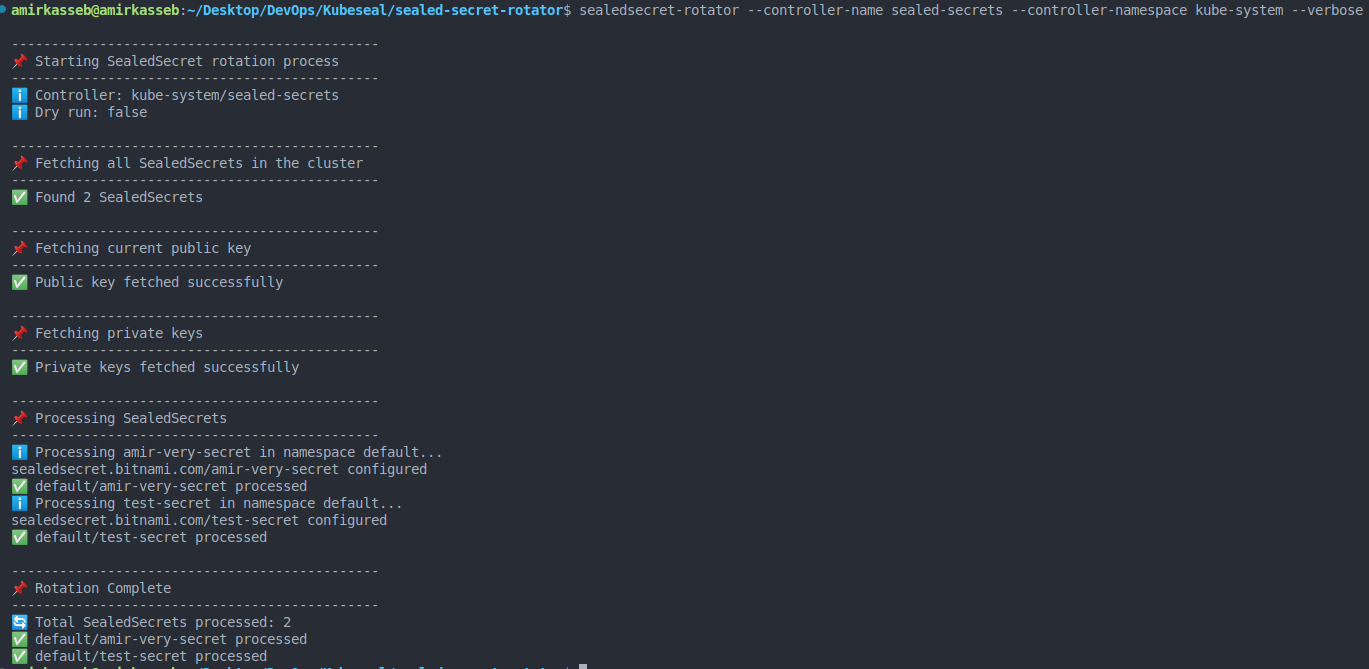 amirkasseb@amirkasseb:~/Desktop/DevOps/Kubeseal/sealed-secret-rotator$ sealedsecret-rotator --controller-name sealed-secrets --controller-namespace kube-system --verbose
----------------------------------------------
📌 Starting SealedSecret rotation process
----------------------------------------------
ℹ️ Controller: kube-system/sealed-secrets
ℹ️ Dry run: false
----------------------------------------------
📌 Fetching all SealedSecrets in the cluster
----------------------------------------------
✅ Found 2 SealedSecrets
----------------------------------------------
📌 Fetching current public key
----------------------------------------------
✅ Public key fetched successfully
----------------------------------------------
📌 Fetching private keys
----------------------------------------------
✅ Private keys fetched successfully
----------------------------------------------
📌 Processing SealedSecrets
----------------------------------------------
ℹ️ Processing amir-very-secret in namespace default...
sealedsecret.bitnami.com/amir-very-secret configured
✅ default/amir-very-secret processed
ℹ️ Processing test-secret in namespace default...
sealedsecret.bitnami.com/test-secret configured
✅ default/test-secret processed
----------------------------------------------
📌 Rotation Complete
----------------------------------------------
🔄 Total SealedSecrets processed: 2
✅ default/amir-very-secret processed
✅ default/test-secret processed